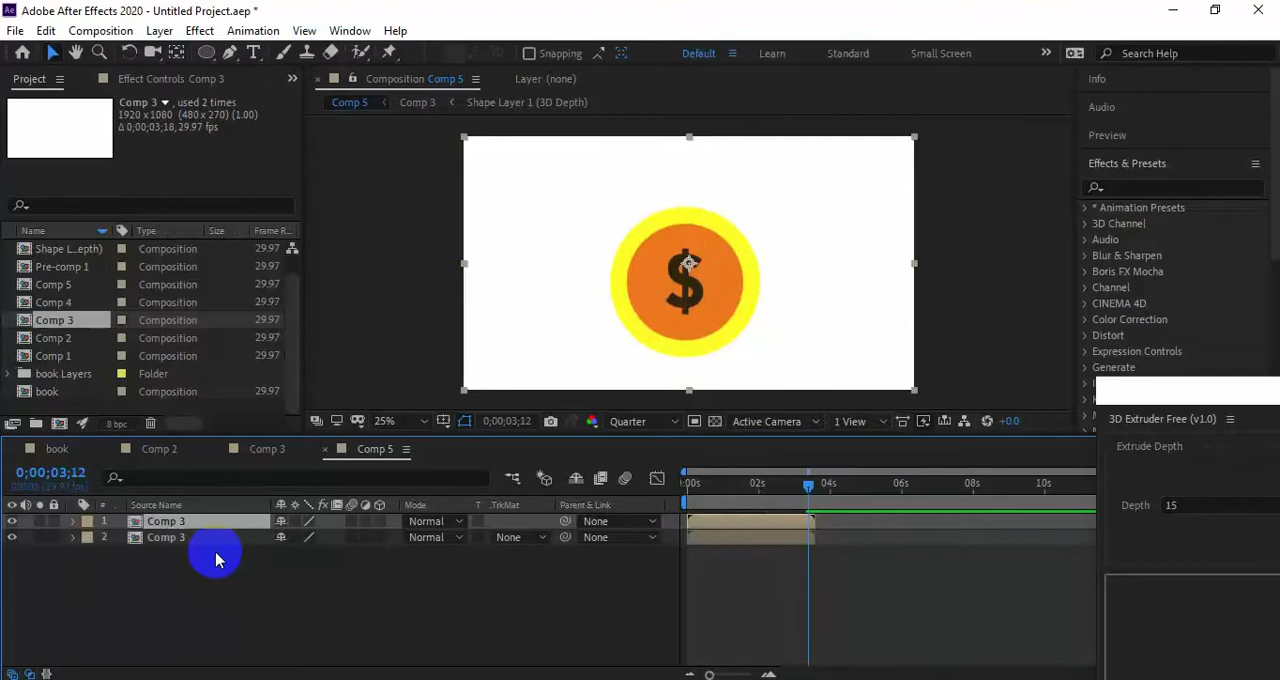 Adobe After Effects 2020 - Untitled Project.aep *
File Edit Composition Layer Effect Animation View Window Help
Snapping Default Learn Standard Small Screen Search Help
Project Effect Controls Comp 3 Composition Comp 5 Layer (none) Info
Comp 3, used 2 times
1920 x 1080 (480 x 270) (1.00)
Δ 0;00;03;18, 29.97 fps
Comp 5 Comp 3 Shape Layer 1 (3D Depth)
Audio
Preview
Effects & Presets
Name Type Size Frame R...
Shape L...epth) Composition 29.97
Pre-comp 1 Composition 29.97
Comp 5 Composition 29.97
Comp 4 Composition 29.97
Comp 3 Composition 29.97
Comp 2 Composition 29.97
Comp 1 Composition 29.97
book Layers Folder
book Composition 29.97
$
* Animation Presets
3D Channel
Audio
Blur & Sharpen
Boris FX Mocha
Channel
CINEMA 4D
Color Correction
Distort
Expression Controls
Generate
8 bpc 25% 0;00;03;12 Quarter Active Camera 1 View +0.0
3D Extruder Free (v1.0)
Extrude Depth
Depth 15
book Comp 2 Comp 3 Comp 5
0;00;03;12
(29.97 fps)
# Source Name Mode T .TrkMat Parent & Link
1 Comp 3 Normal None
2 Comp 3 Normal None None
:00s 02s 04s 06s 08s 10s